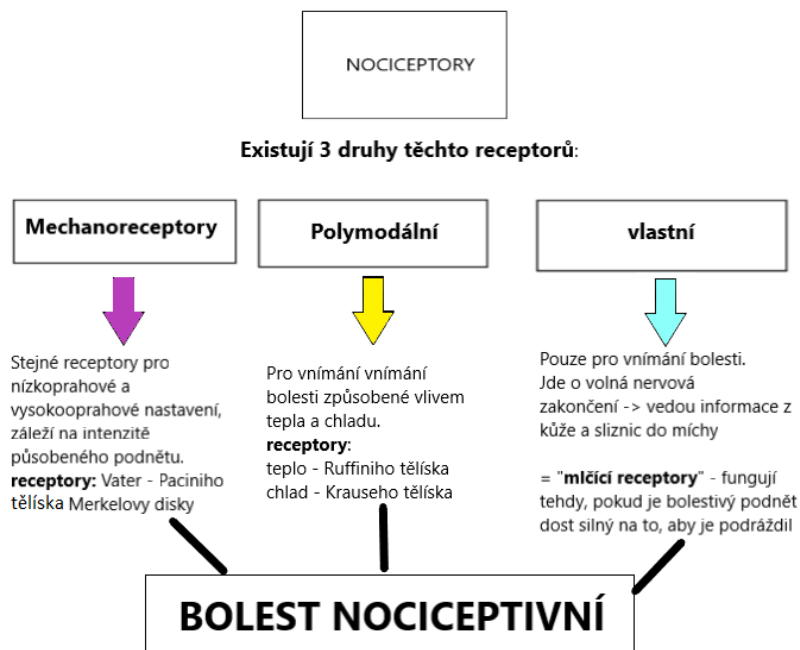 NOCICEPTORY
Existují 3 druhy těchto receptorů:
Mechanoreceptory
Stejné receptory pro
nízkoprahové a
vysokooprahové nastavení,
záleží na intenzitě
působeného podnětu.
receptory: Vater - Paciniho
tělíska Merkelovy disky
Polymodální
Pro vnímání vnímání
bolesti způsobené vlivem
tepla a chladu.
receptory:
teplo - Ruffiniho tělíska
chlad - Krauseho tělíska
vlastní
Pouze pro vnímání bolesti.
Jde o volná nervová
zakončení -> vedou informace z
kůže a sliznic do míchy
= "mlčící receptory" - fungují
tehdy, pokud je bolestivý podnět
dost silný na to, aby je podráždil
BOLEST NOCICEPTIVNÍ